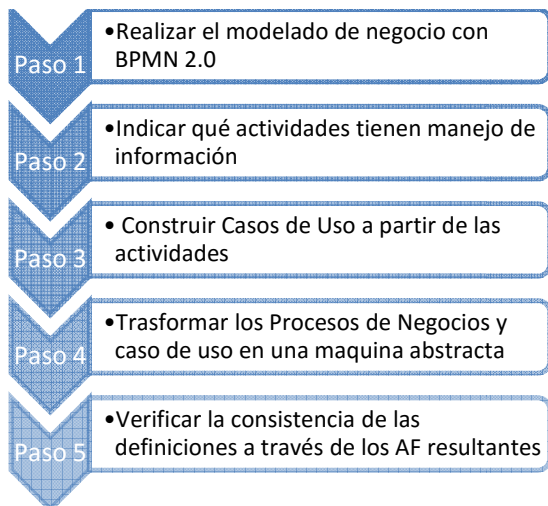 Paso 1
•Realizar el modelado de negocio con
BPMN 2.0
Paso 2
•Indicar qué actividades tienen manejo de
información
Paso 3
• Construir Casos de Uso a partir de las
actividades
Paso 4
•Trasformar los Procesos de Negocios y
caso de uso en una maquina abstracta
Paso 5
•Verificar la consistencia de las
definiciones a través de los AF resultantes